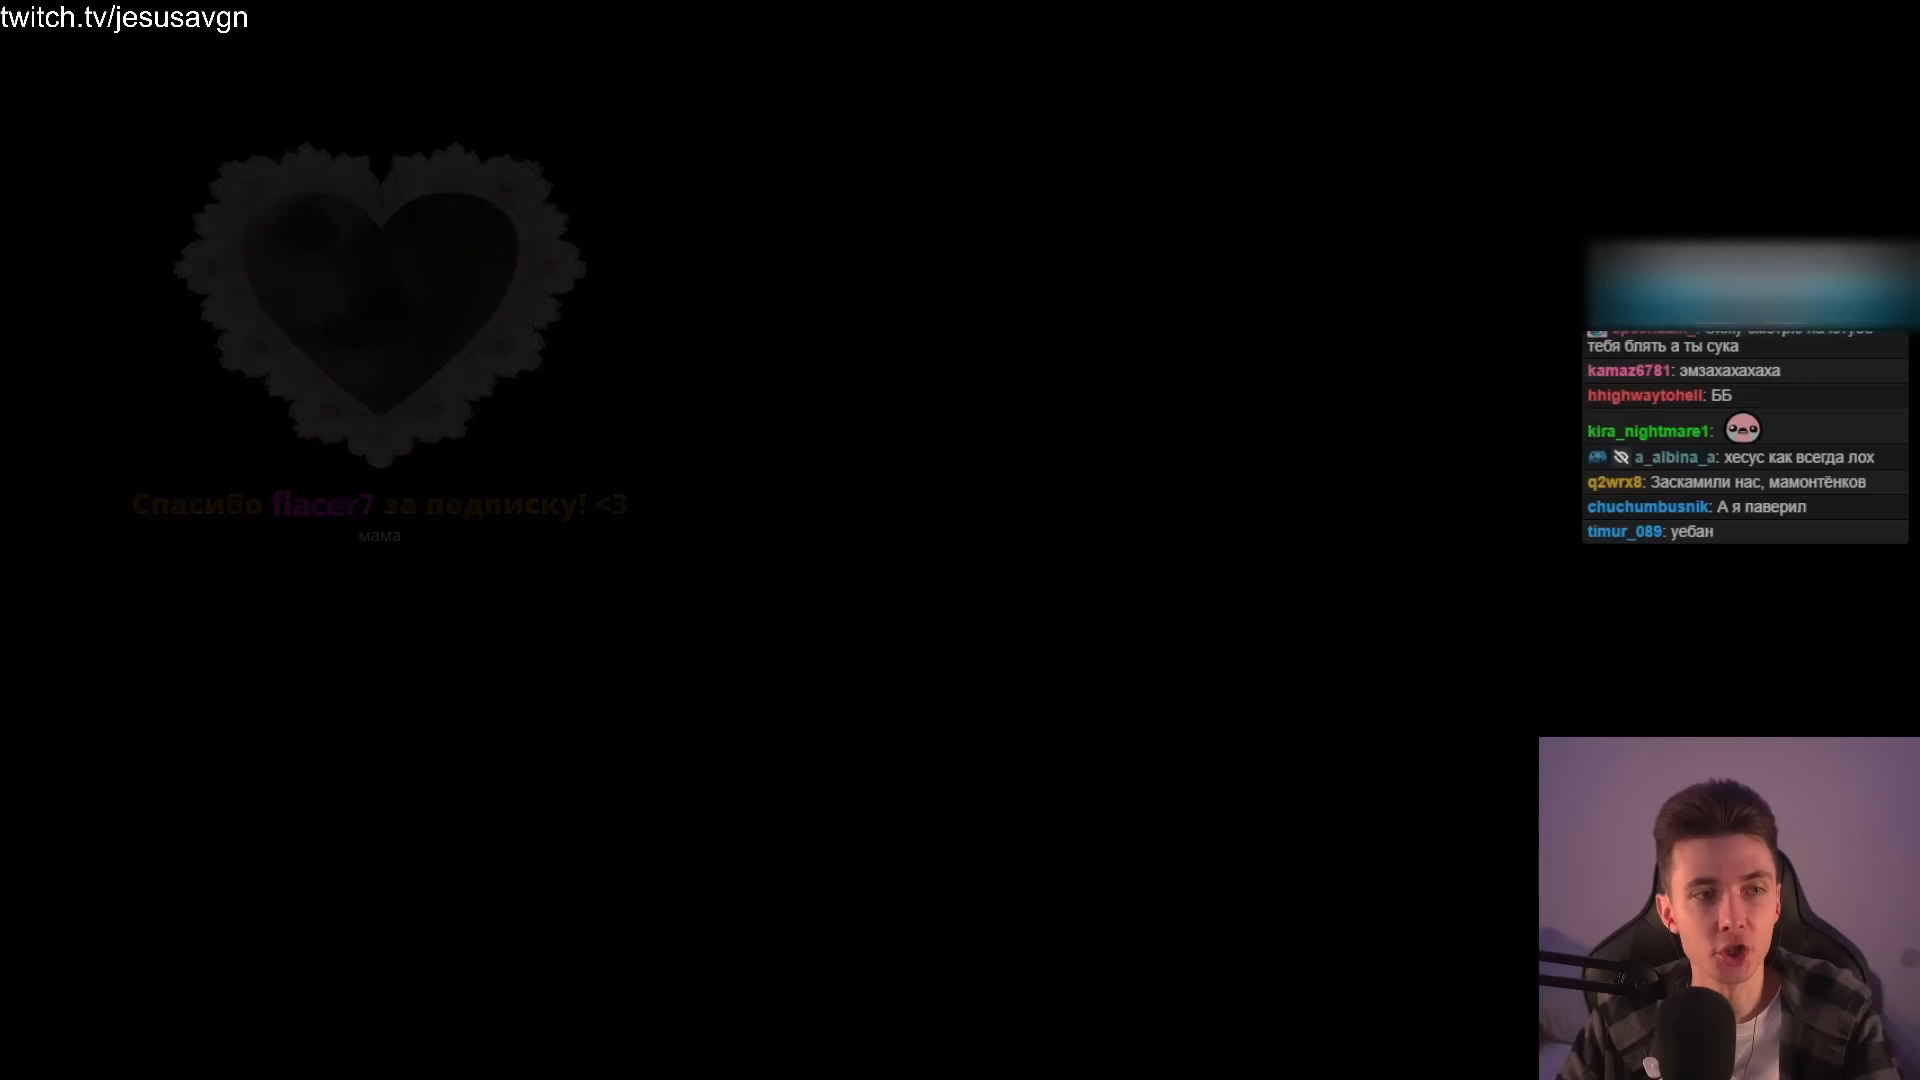 twitch.tv/jesusavgn
Спасибо flacer7 за подписку! <3
мама
тебя блять а ты сука
kamaz6781: эмзахахахаха
hhighwaytohell: ББ
kira_nightmare1:
a_albina_a: хесус как всегда лох
q2wrx8: Заскамили нас, мамонтёнков
chuchumbusnik: А я паверил
timur_089: уебан